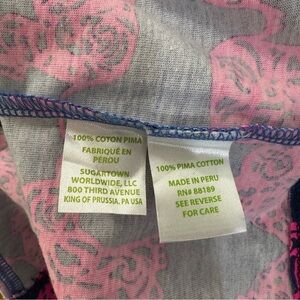 100% COTON PIMA
FABRIQUÉ EN
PÉROU
SUGARTOWN
WORLDWIDE, LLC
800 THIRD AVENUE
KING OF PRUSSIA, PA USA
100% PIMA COTTON
MADE IN PERU
RN# 88189
SEE REVERSE
FOR CARE